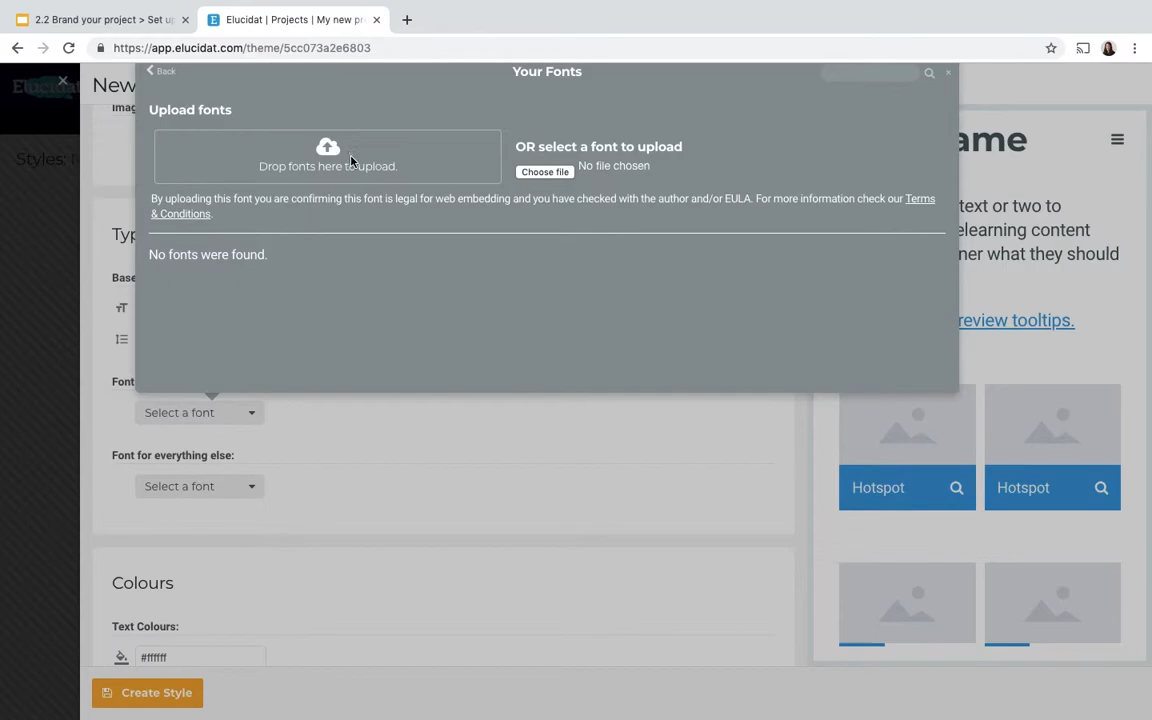 2.2 Brand your project > Set u
Elucidat | Projects | My new pr
https://app.elucidat.com/theme/5cc073a2e6803
Elucidat
New
Back
Your Fonts
Upload fonts
Drop fonts here to upload.
OR select a font to upload
Choose file No file chosen
By uploading this font you are confirming this font is legal for web embedding and you have checked with the author and/or EULA. For more information check our Terms
& Conditions.
No fonts were found.
Imag
Styles:
Typ
Base
Font
Select a font
Font for everything else:
Select a font
Colours
Text Colours:
#ffffff
Create Style
ame
text or two to
elearning content
ner what they should
review tooltips.
Hotspot
Hotspot